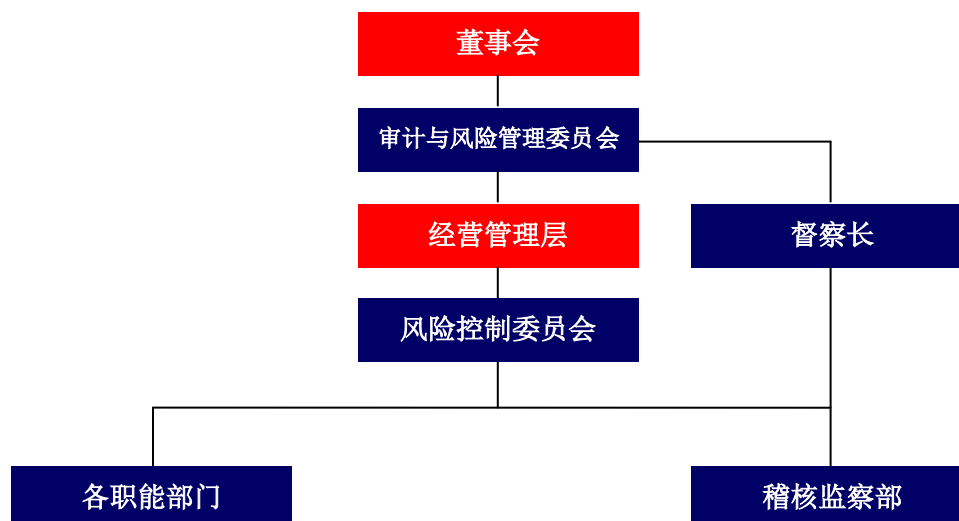 董事会
审计与风险管理委员会
经营管理层
督察长
风险控制委员会
各职能部门
稽核监察部